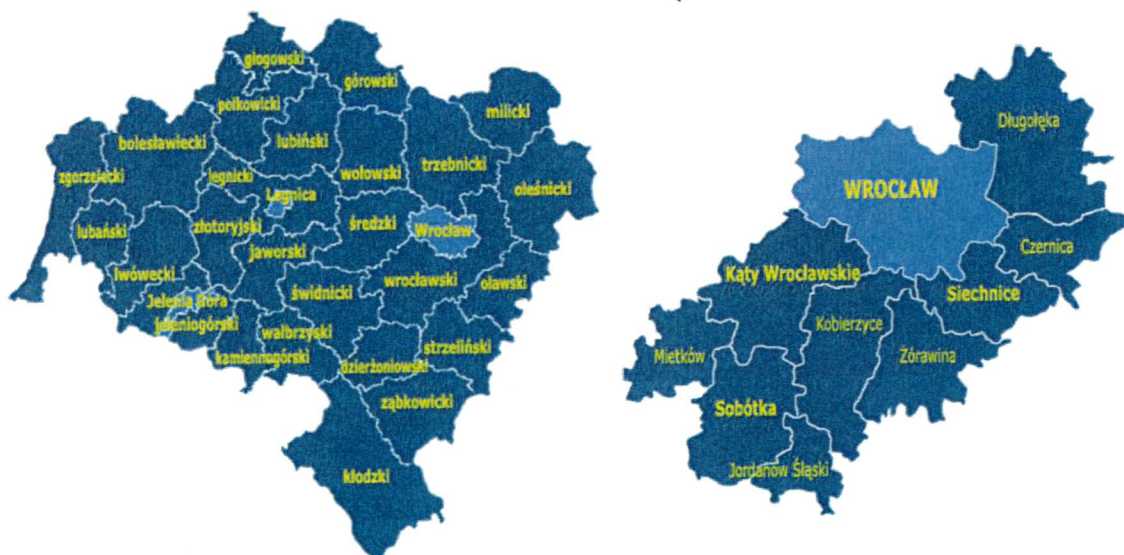 głogowski
górowski
polkowicki
milicki
bolesławiecki
lubiński
trzebnicki
zgorzelecki
legnicki
wołowski
oleśnicki
Legnica
lubański
złotoryjski
średzki
Wrocław
jaworski
lwówecki
wrocławski
oławski
świdnicki
Jelenia Góra
jeleniogórski
wałbrzyski
strzeliński
kamiennogórski
dzierżoniowski
ząbkowicki
kłodzki
Długołęka
WROCŁAW
Czernica
Kąty Wrocławskie
Siechnice
Kobierzyce
Mietków
Żórawina
Sobótka
Jordanów Śląski